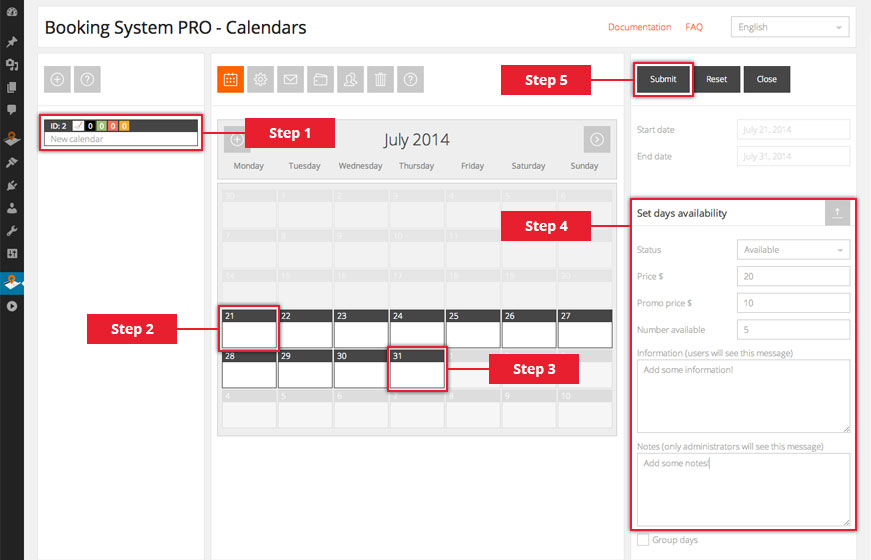 Booking System PRO - Calendars
Documentation FAQ English
Step 5
Submit Reset Close
ID: 2 0 0 0 0
New calendar
Step 1
July 2014
Monday Tuesday Wednesday Thursday Friday Saturday Sunday
Start date July 21, 2014
End date July 31, 2014
30 1 2 3 4 5 6
7 8 9 10 11
14 15 16 17 18 19 20
Step 4
Set days availability
Status Available
Price $ 20
Promo price $ 10
Number available 5
Step 2
21 22 23 24 25 26 27
28 29 30 31
Step 3
4 5 6 7 8 9 10
Information (users will see this message)
Add some information!
Notes (only administrators will see this message)
Add some notes!
Group days